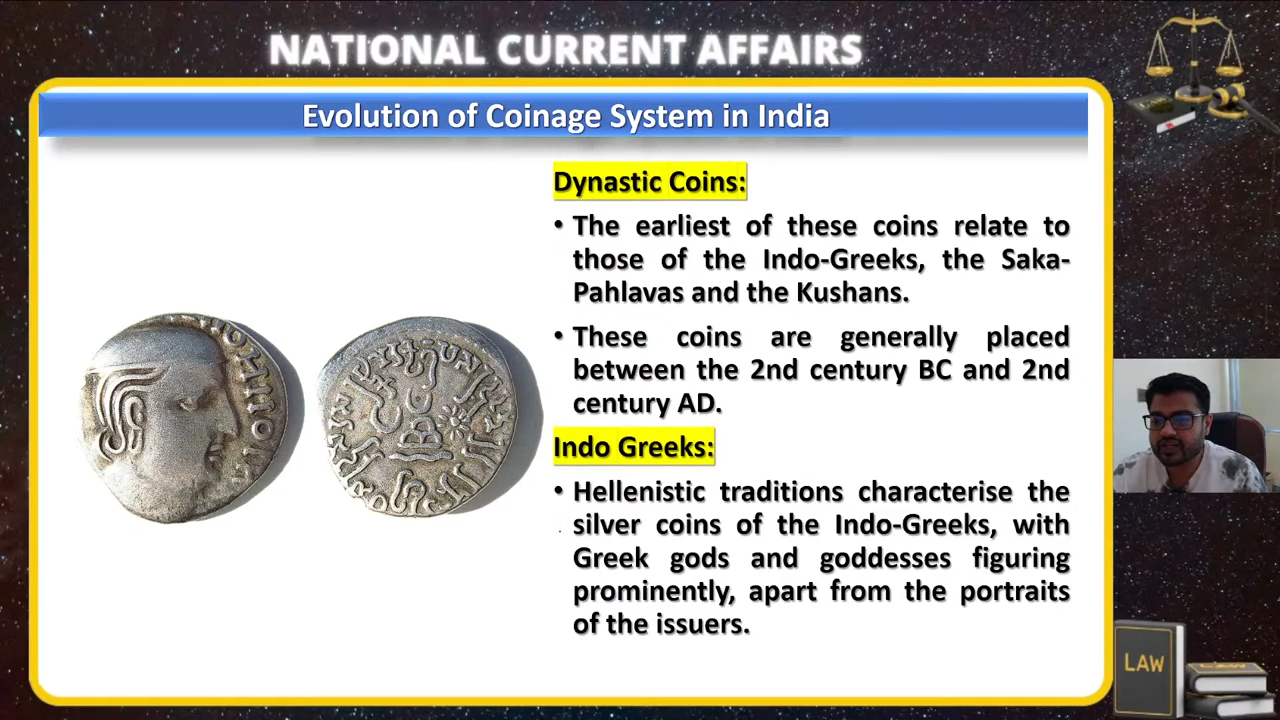 NATIONAL CURRENT AFFAIRS
Evolution of Coinage System in India
Dynastic Coins:
• The earliest of these coins relate to
those of the Indo-Greeks, the Saka-
Pahlavas and the Kushans.
• These coins are generally placed
between the 2nd century BC and 2nd
century AD.
Indo Greeks:
• Hellenistic traditions characterise the
silver coins of the Indo-Greeks, with
Greek gods and goddesses figuring
prominently, apart from the portraits
of the issuers.
LAW